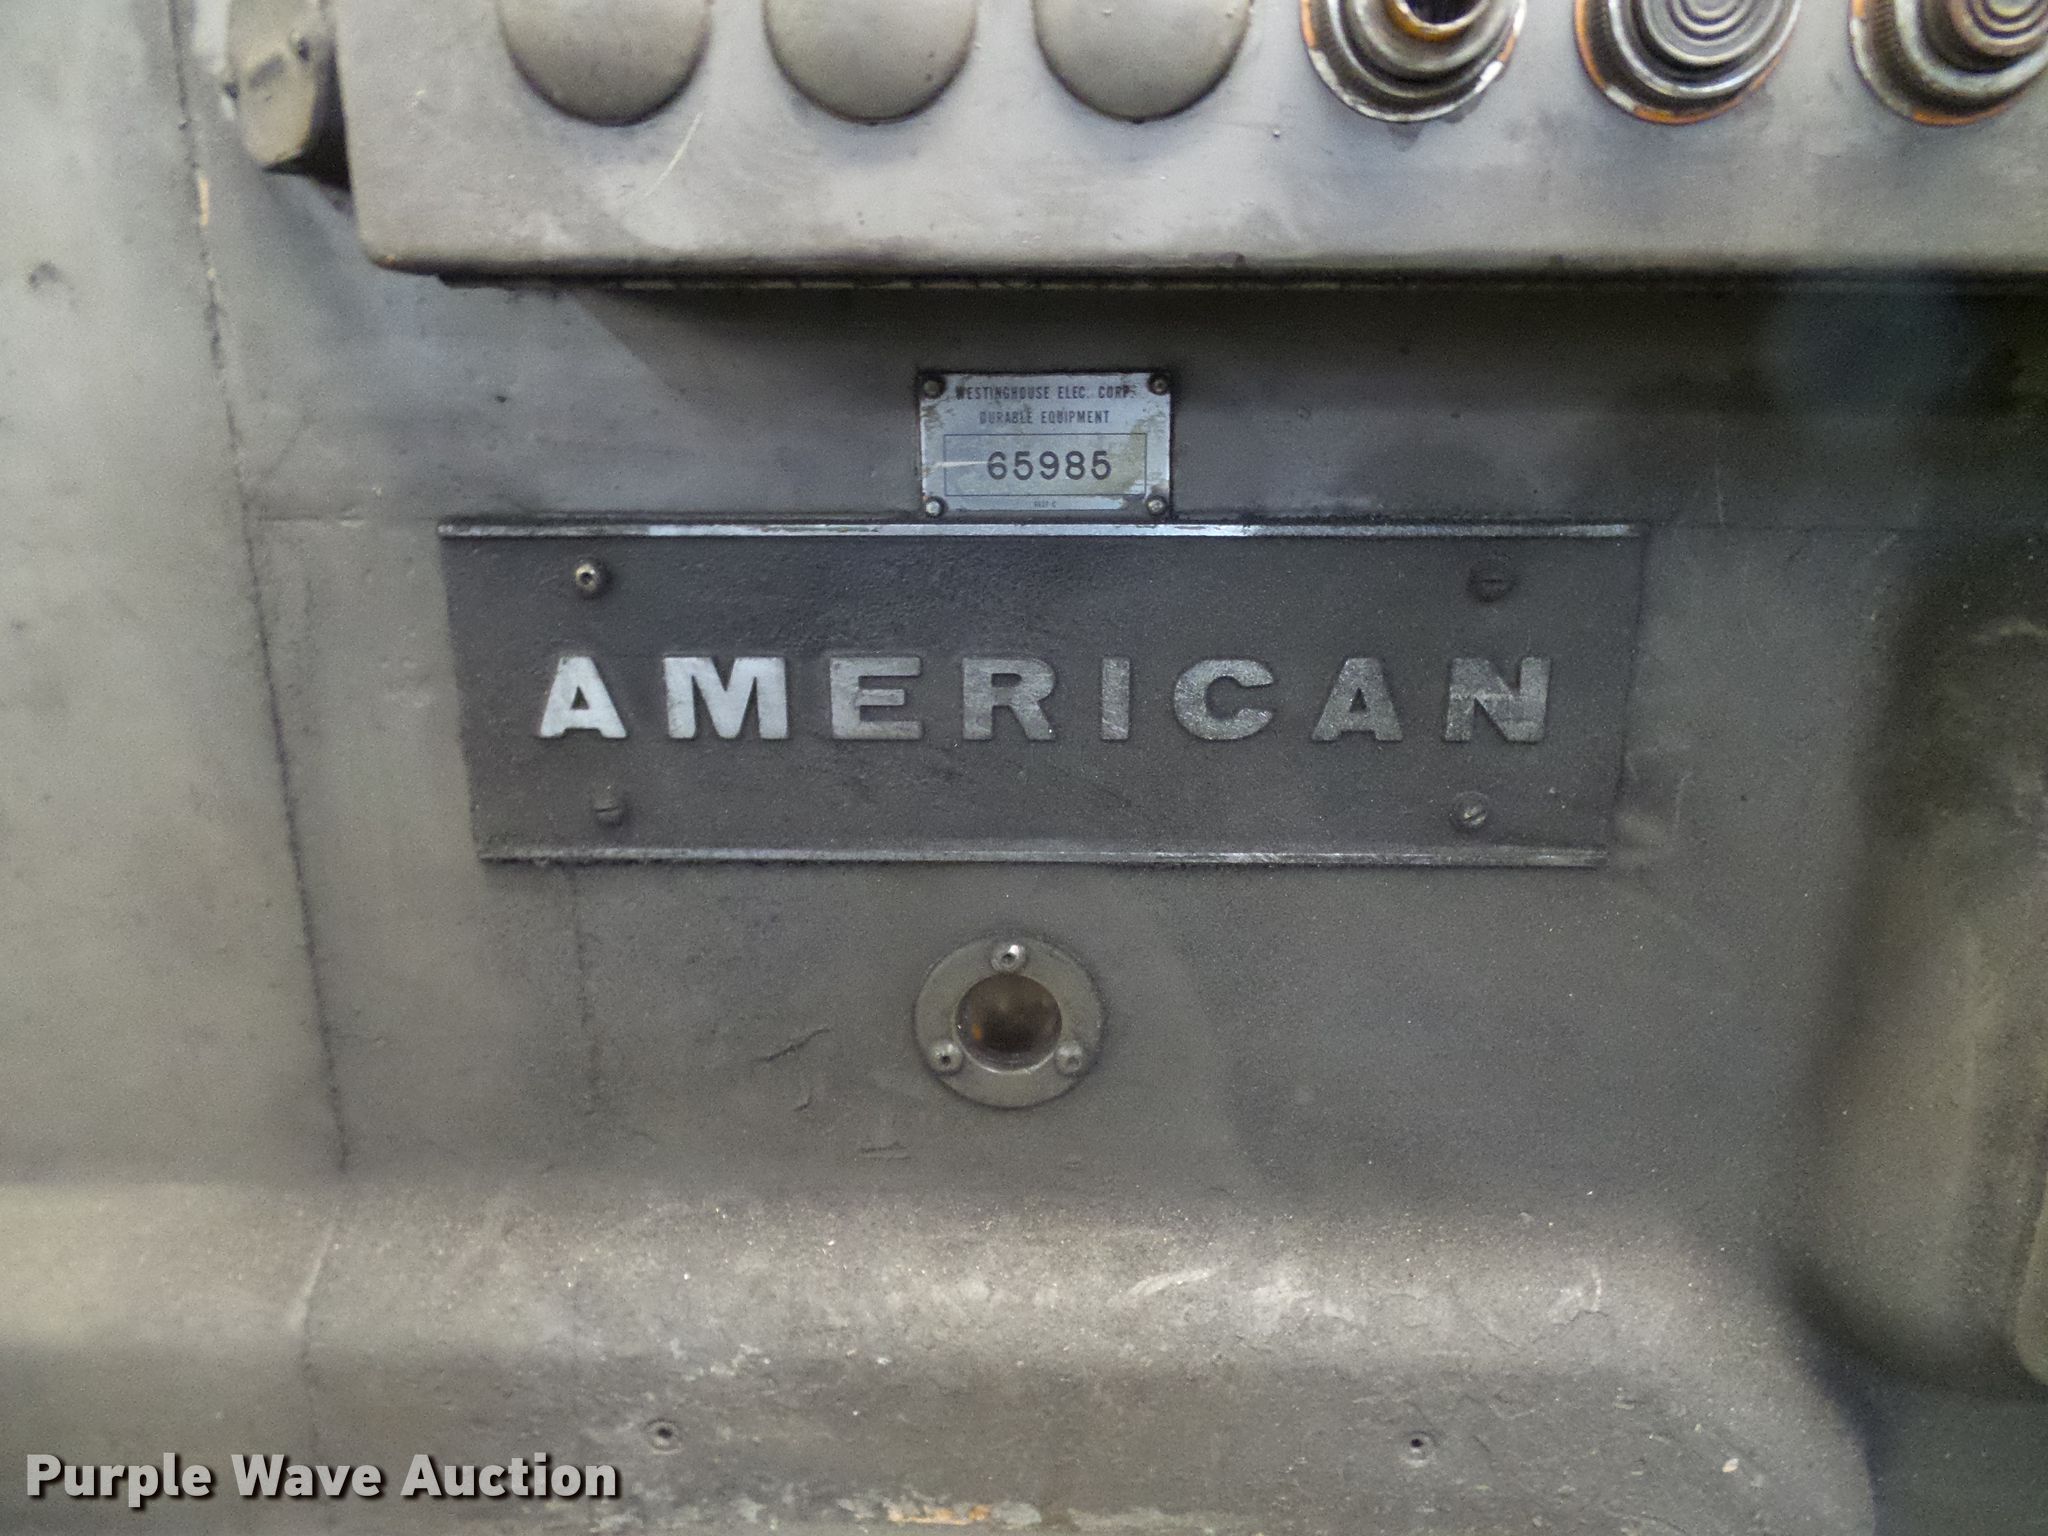 WESTINGHOUSE ELEC. CORP.
DURABLE EQUIPMENT
65985
AMERICAN
Purple Wave Auction